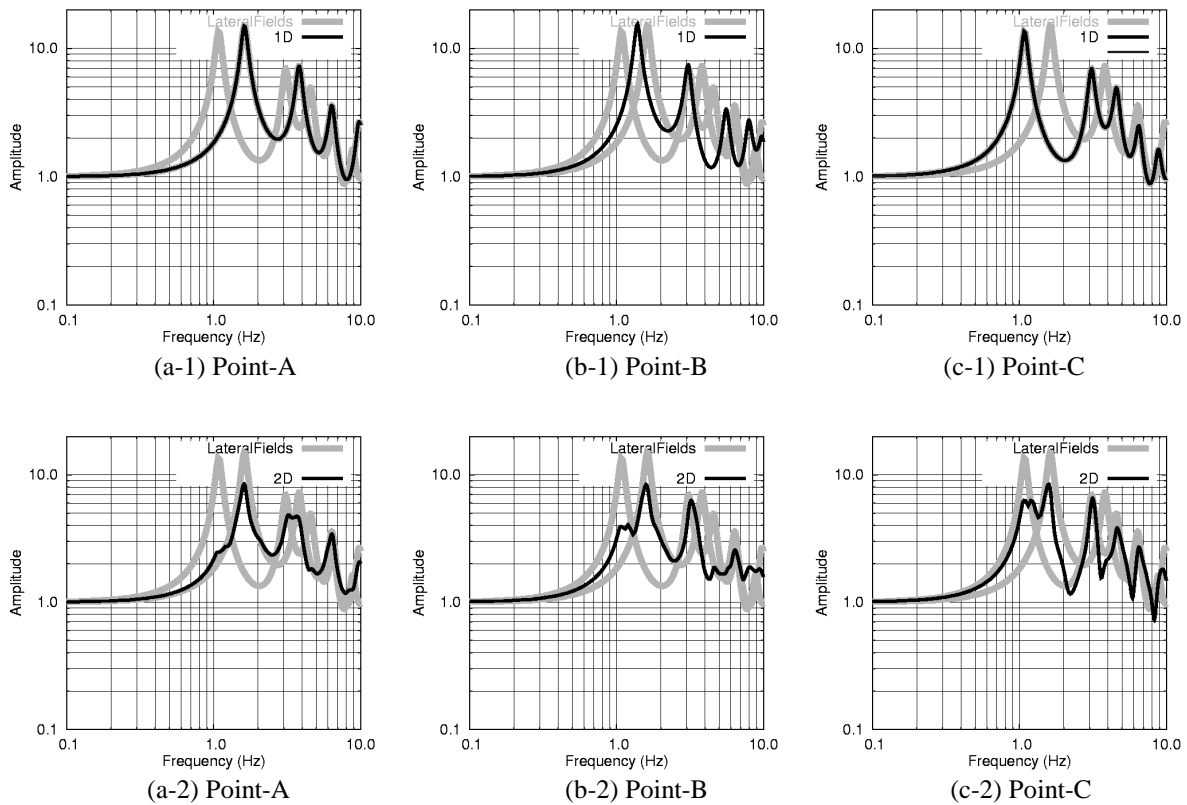 LateralFields
1D
10.0
1.0
0.1
Amplitude
0.1
1.0
10.0
Frequency (Hz)
(a-1) Point-A
LateralFields
1D
10.0
1.0
0.1
Amplitude
0.1
1.0
10.0
Frequency (Hz)
(b-1) Point-B
LateralFields
1D
10.0
1.0
0.1
Amplitude
0.1
1.0
10.0
Frequency (Hz)
(c-1) Point-C
LateralFields
2D
10.0
1.0
0.1
Amplitude
0.1
1.0
10.0
Frequency (Hz)
(a-2) Point-A
LateralFields
2D
10.0
1.0
0.1
Amplitude
0.1
1.0
10.0
Frequency (Hz)
(b-2) Point-B
LateralFields
2D
10.0
1.0
0.1
Amplitude
0.1
1.0
10.0
Frequency (Hz)
(c-2) Point-C